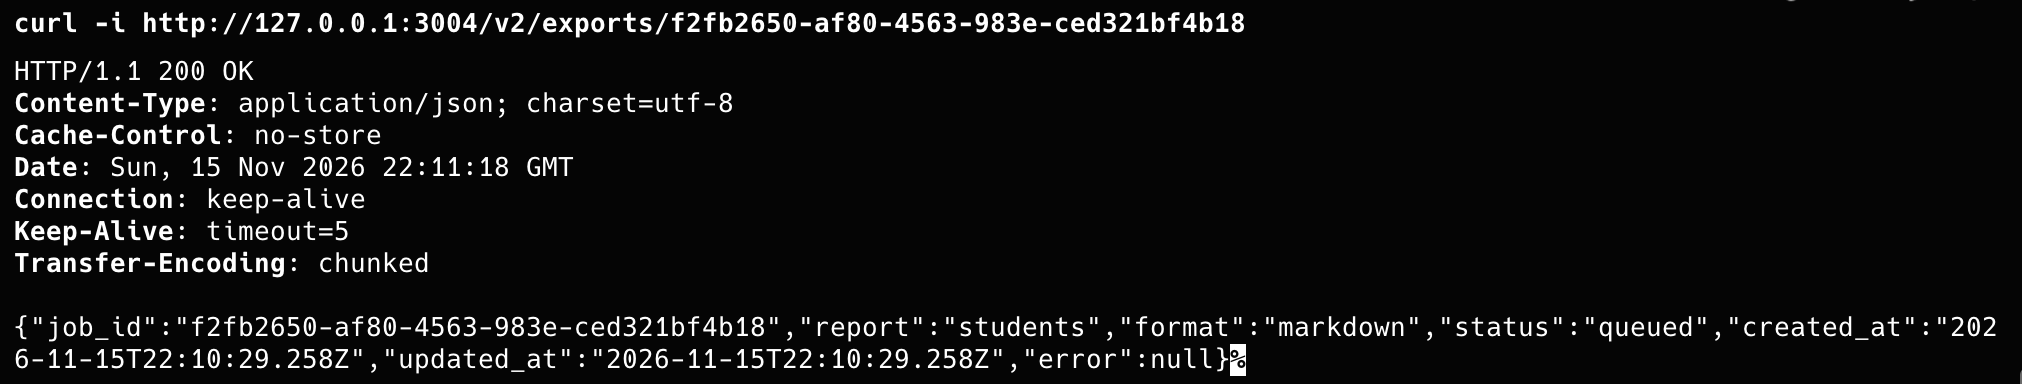 curl -i http://127.0.0.1:3004/v2/exports/f2fb2650-af80-4563-983e-ced321bf4b18
HTTP/1.1 200 OK
Content-Type: application/json; charset=utf-8
Cache-Control: no-store
Date: Sun, 15 Nov 2026 22:11:18 GMT
Connection: keep-alive
Keep-Alive: timeout=5
Transfer-Encoding: chunked
{"job_id":"f2fb2650-af80-4563-983e-ced321bf4b18","report":"students","format":"markdown","status":"queued","created_at":"202
6-11-15T22:10:29.258Z","updated_at":"2026-11-15T22:10:29.258Z","error":null}%